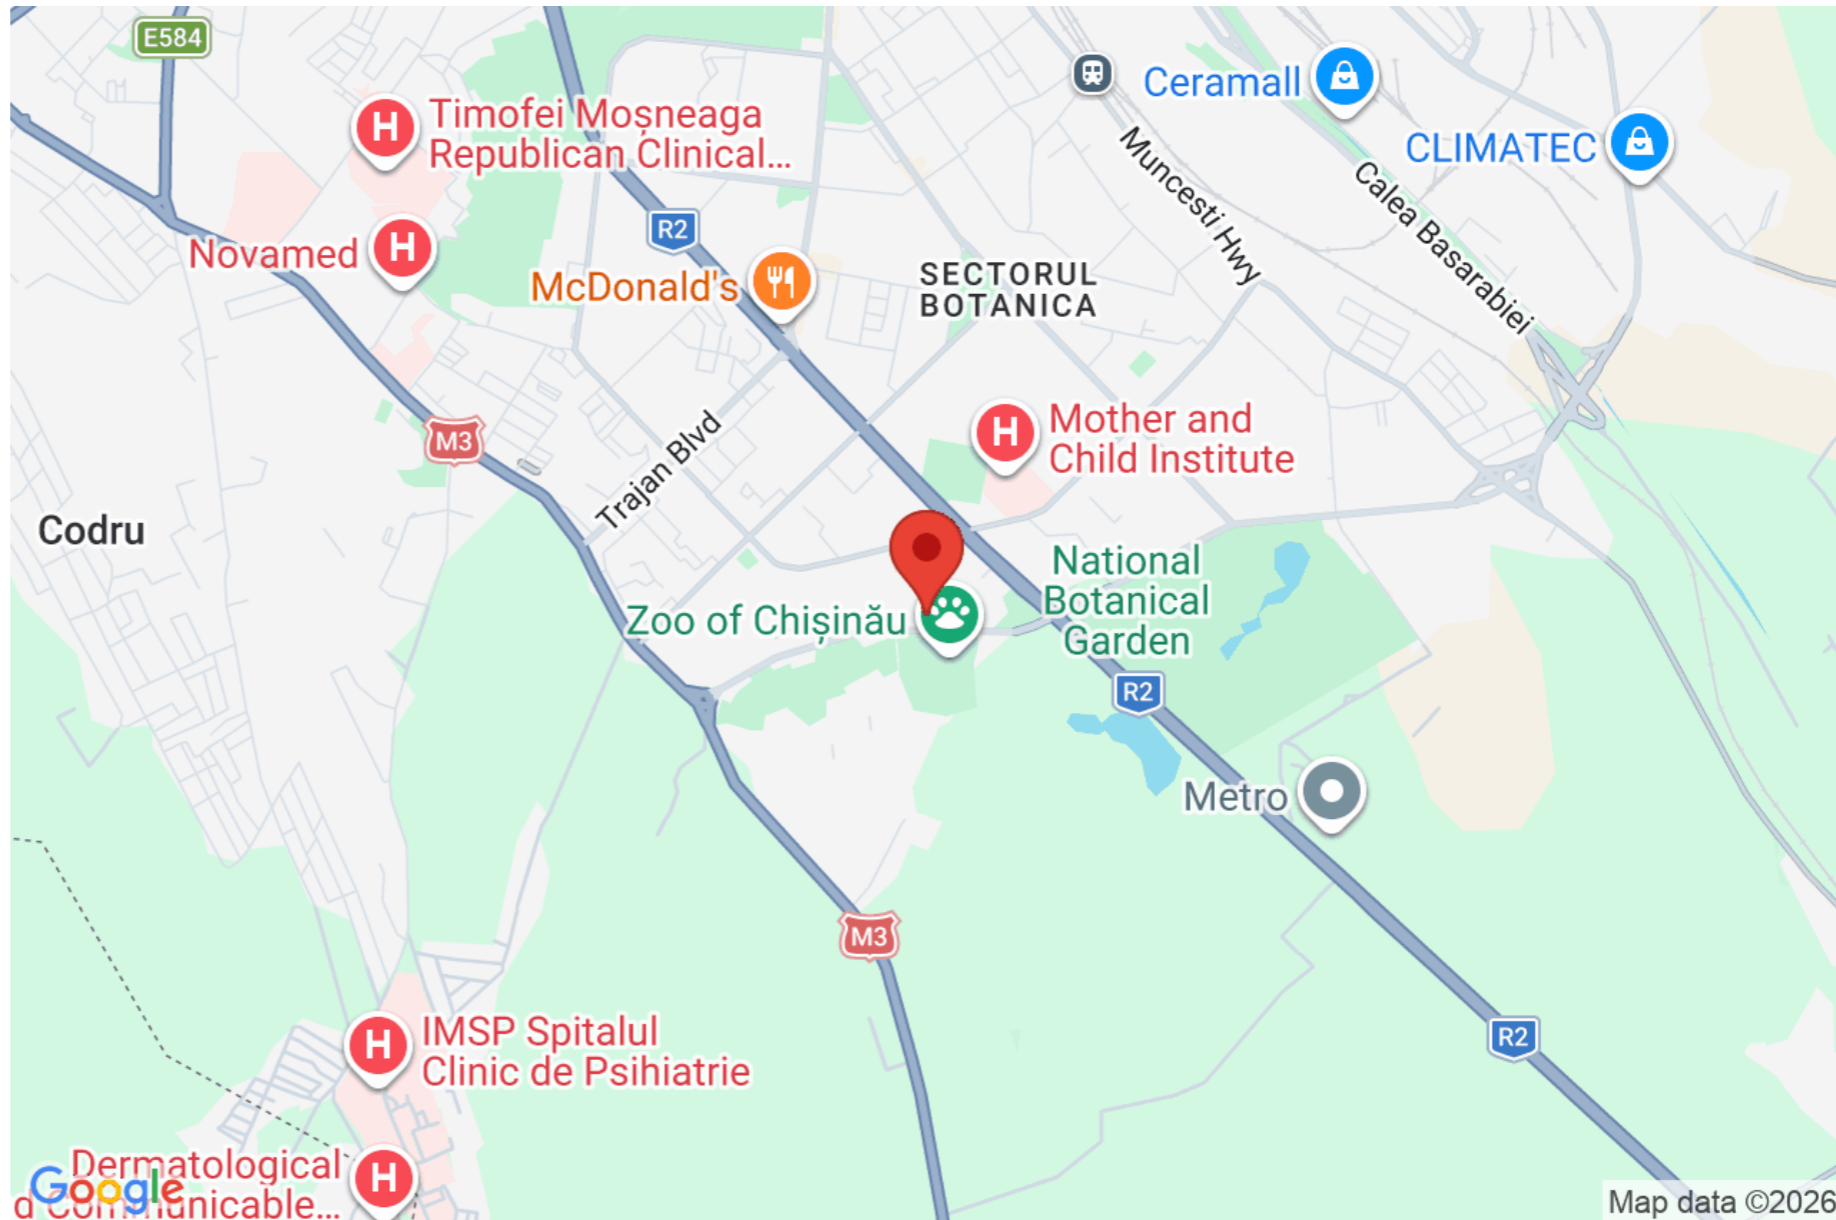 E584
Timofei Moșneaga
Republican Clinical...
Ceramall
CLIMATEC
Muncesti Hwy
Calea Basarabiei
Novamed
R2
McDonald's
SECTORUL
BOTANICA
M3
Trajan Blvd
Mother and
Child Institute
Codru
National
Botanical
Garden
Zoo of Chișinău
R2
Metro
M3
R2
IMSP Spitalul
Clinic de Psihiatrie
Dermatological
d Communicable...
Google
Map data ©2026
H
H
H
H
H